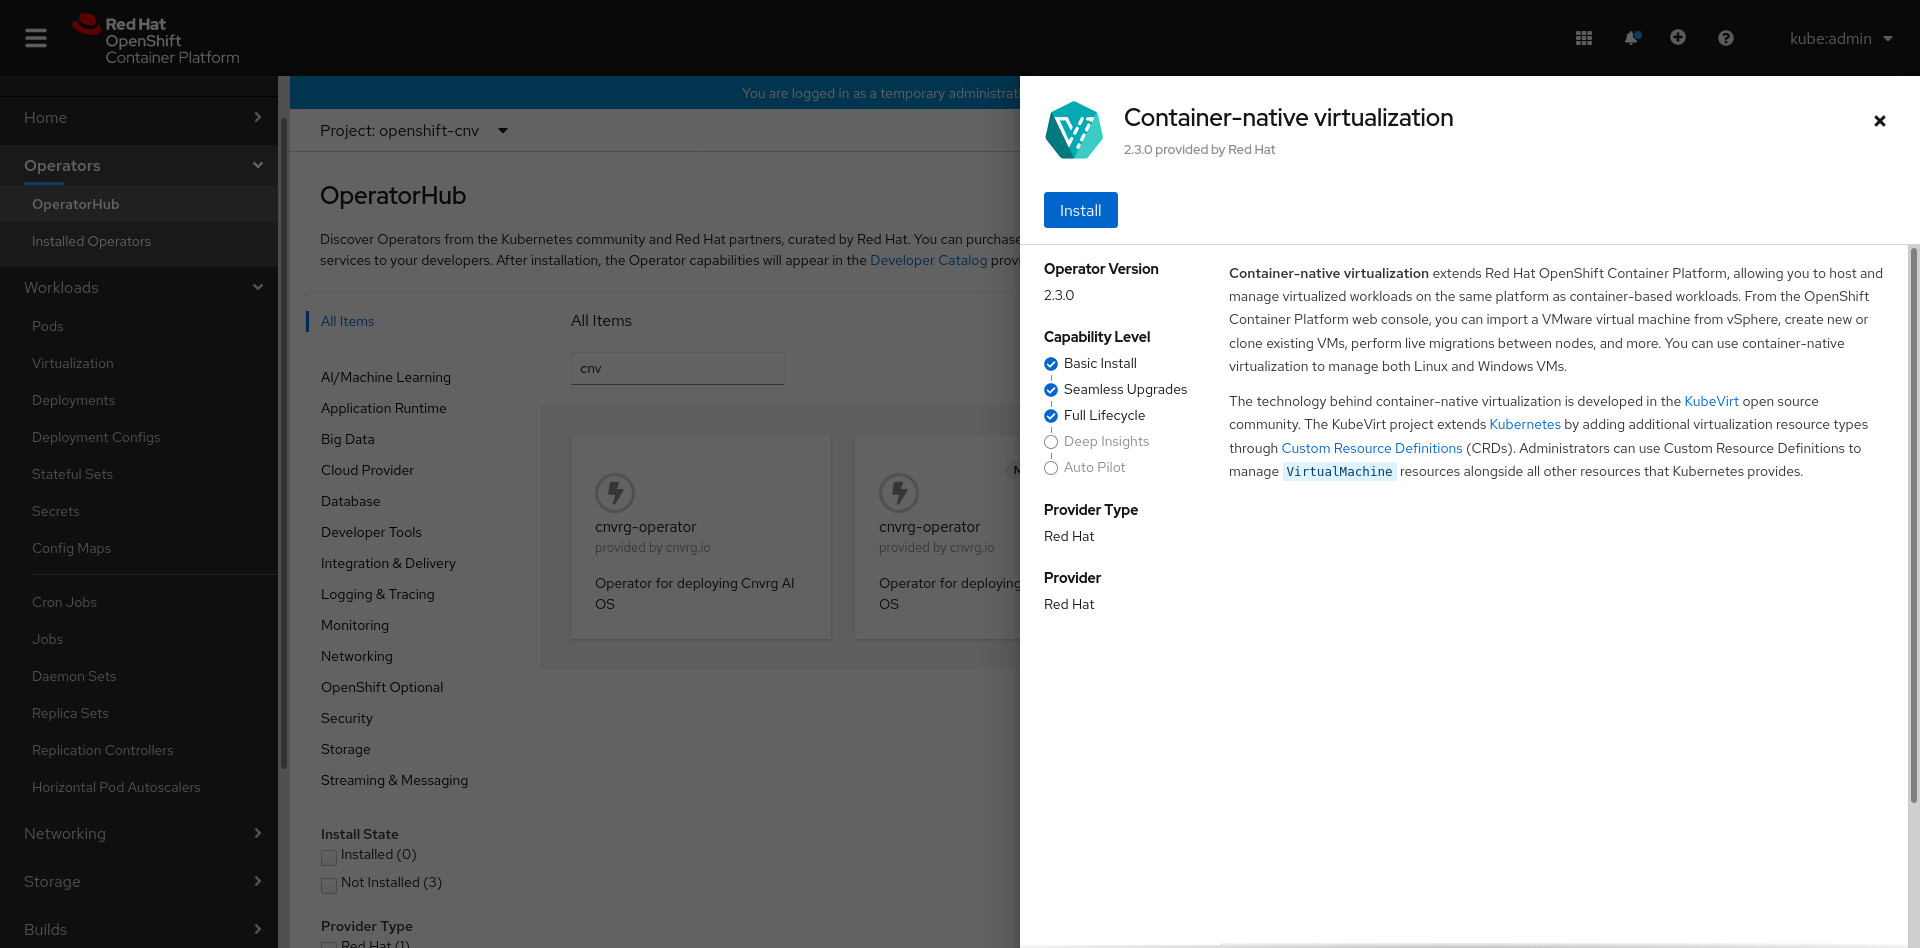 Red Hat
OpenShift
Container Platform
kube:admin
Home
Operators
OperatorHub
Installed Operators
Workloads
Pods
Virtualization
Deployments
Deployment Configs
Stateful Sets
Secrets
Config Maps
Cron Jobs
Jobs
Daemon Sets
Replica Sets
Replication Controllers
Horizontal Pod Autoscalers
Networking
Storage
Builds
You are logged in as a temporary
Project: openshift-cnv
OperatorHub
Discover Operators from the Kubernetes community and Red Hat partners, curated by Red Hat. You can purchase
services to your developers. After installation, the Operator capabilities will appear in the Developer Catalog
All Items
AI/Machine Learning
Application Runtime
Big Data
Cloud Provider
Database
Developer Tools
Integration & Delivery
Logging & Tracing
Monitoring
Networking
OpenShift Optional
Security
Storage
Streaming & Messaging
Install State
Installed (0)
Not Installed (3)
Provider Type
Red Hat (1)
All Items
cnv
cnvrg-operator
provided by cnvrg.io
Operator for deploying Cnvrg AI
OS
cnvrg-operator
provided by cnvrg.io
Operator for deploying
OS
Container-native virtualization
2.3.0 provided by Red Hat
Install
Operator Version
2.3.0
Capability Level
Basic Install
Seamless Upgrades
Full Lifecycle
Deep Insights
Auto Pilot
Provider Type
Red Hat
Provider
Red Hat
Container-native virtualization extends Red Hat OpenShift Container Platform, allowing you to host and
manage virtualized workloads on the same platform as container-based workloads. From the OpenShift
Container Platform web console, you can import a VMware virtual machine from vSphere, create new or
clone existing VMs, perform live migrations between nodes, and more. You can use container-native
virtualization to manage both Linux and Windows VMs.
The technology behind container-native virtualization is developed in the KubeVirt open source
community. The KubeVirt project extends Kubernetes by adding additional virtualization resource types
through Custom Resource Definitions (CRDs). Administrators can use Custom Resource Definitions to
manage VirtualMachine resources alongside all other resources that Kubernetes provides.